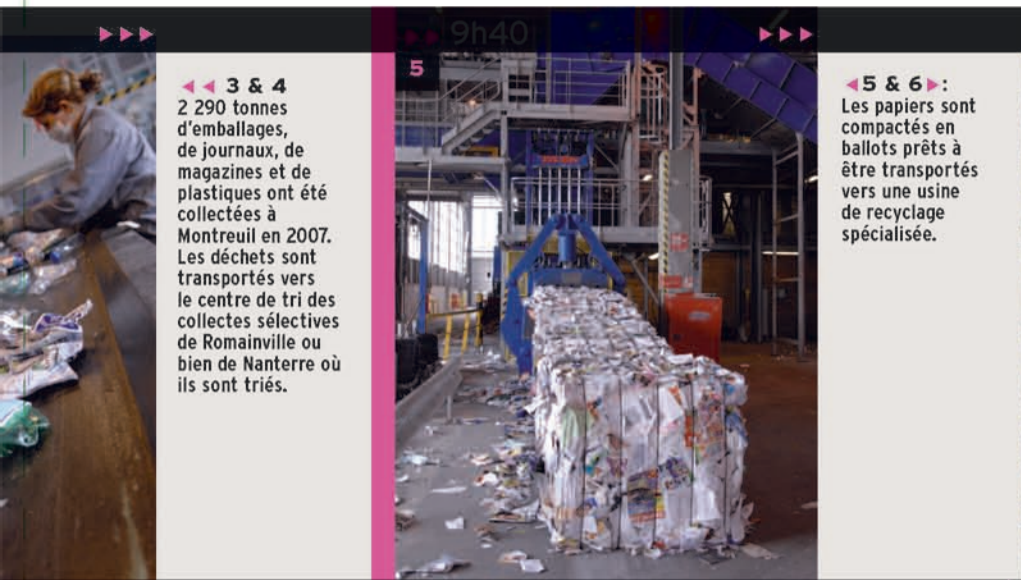 ▶▶▶
◀◀ 3 & 4
2 290 tonnes
d'emballages,
de journaux, de
magazines et de
plastiques ont été
collectées à
Montreuil en 2007.
Les déchets sont
transportés vers
le centre de tri des
collectes sélectives
de Romainville ou
bien de Nanterre où
ils sont triés.
▶▶ 9h40 ▶▶▶
5
◀5 & 6▶:
Les papiers sont
compactés en
ballots prêts à
être transportés
vers une usine
de recyclage
spécialisée.